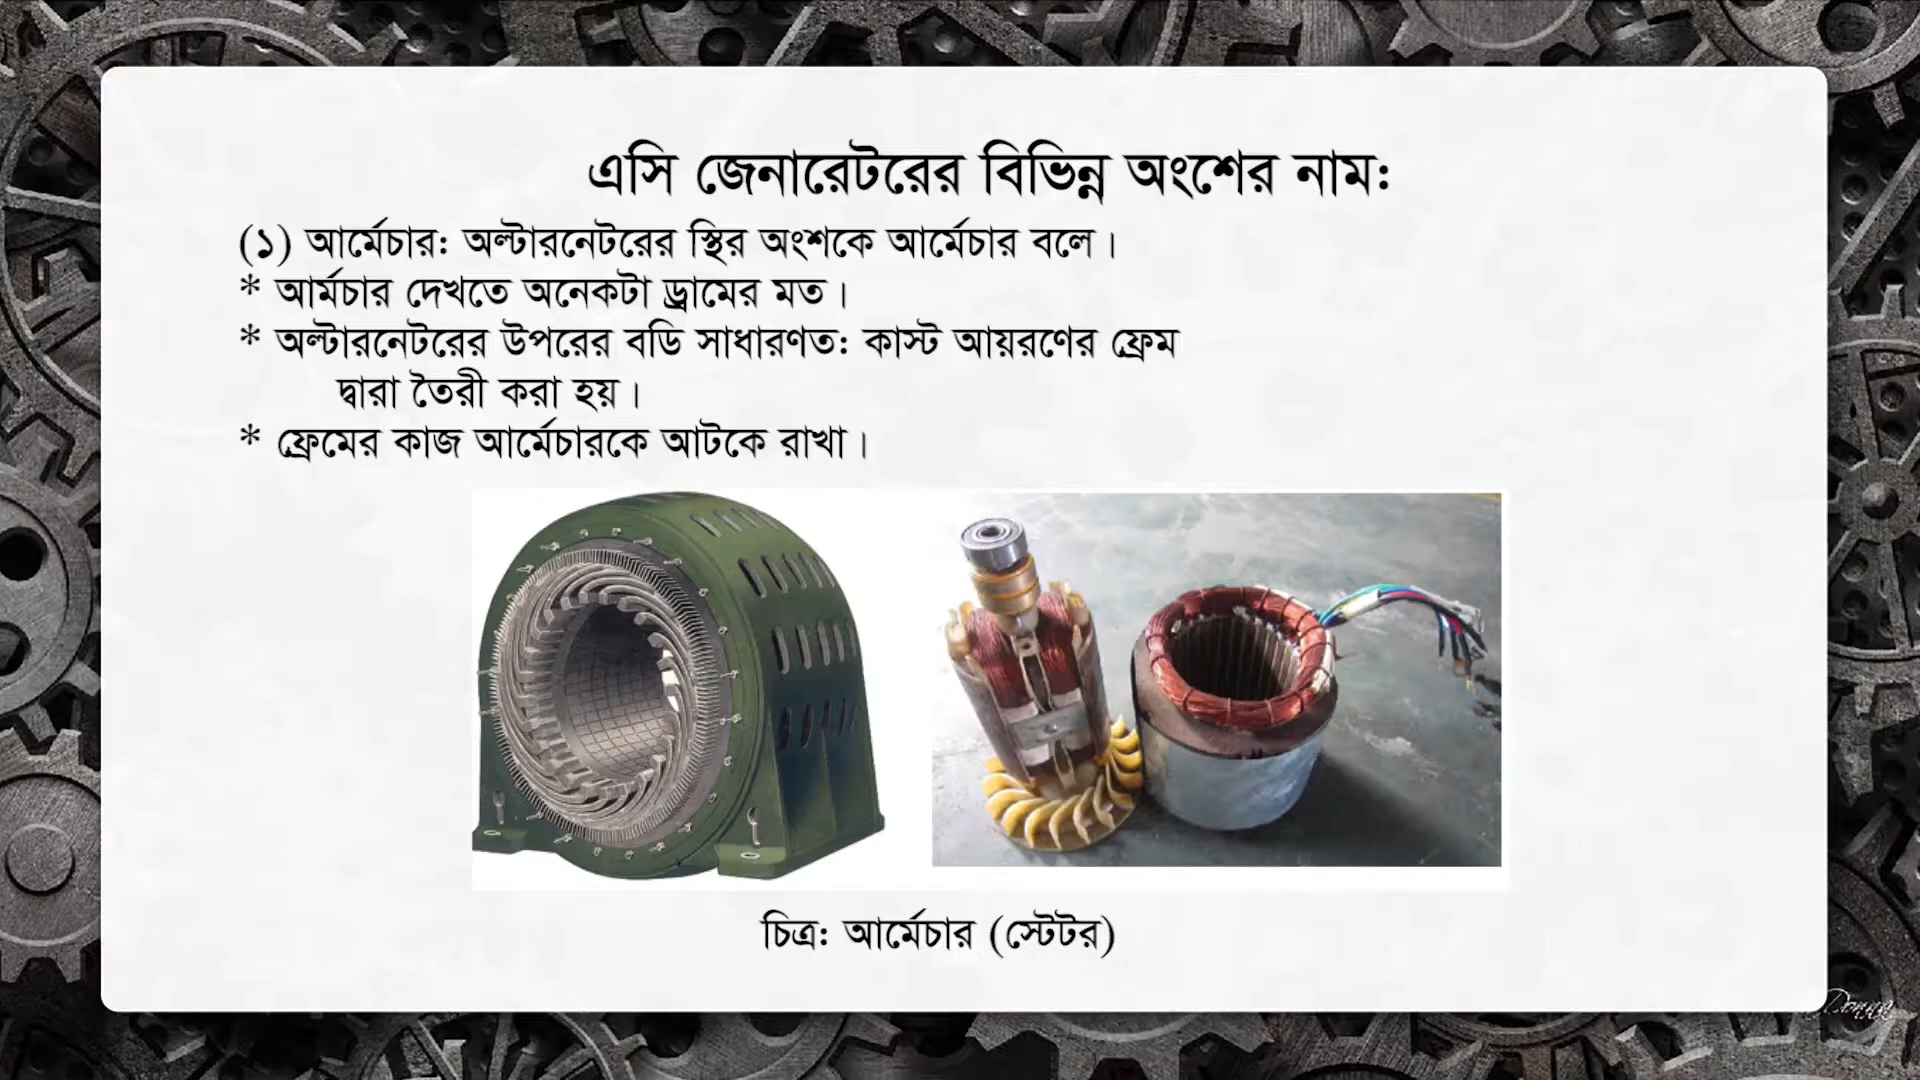 এসি জেনারেটরের বিভিন্ন অংশের নাম:
(১) আর্মেচার: অল্টারনেটরের স্থির অংশকে আর্মেচার বলে।
* আর্মচার দেখতে অনেকটা ড্রামের মত।
* অল্টারনেটরের উপরের বডি সাধারণত: কাস্ট আয়রণের ফ্রেম
দ্বারা তৈরী করা হয়।
* ফ্রেমের কাজ আর্মেচারকে আটকে রাখা।
চিত্র: আর্মেচার (স্টেটর)